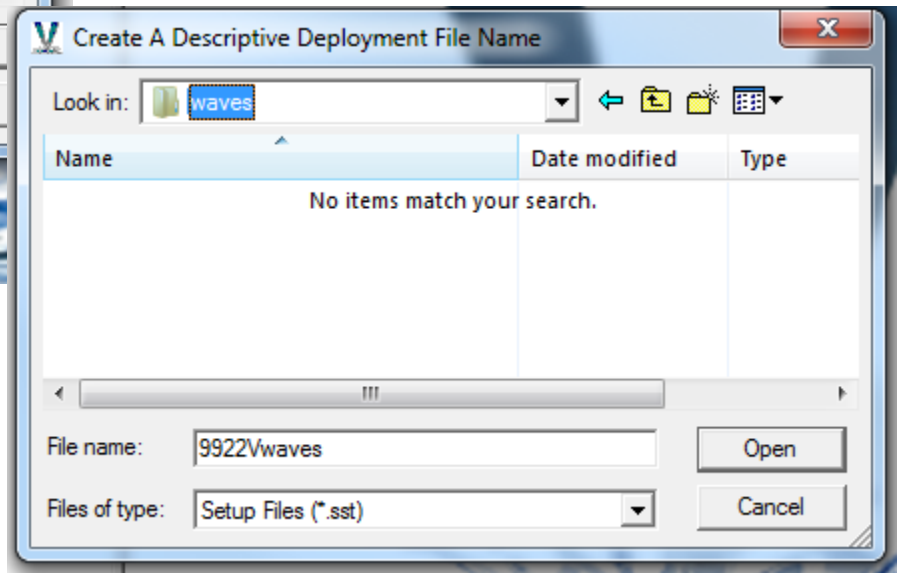 Create A Descriptive Deployment File Name
Look in: waves
Name Date modified Type
No items match your search.
File name: 9922Vwaves Open
Files of type: Setup Files (*.sst) Cancel